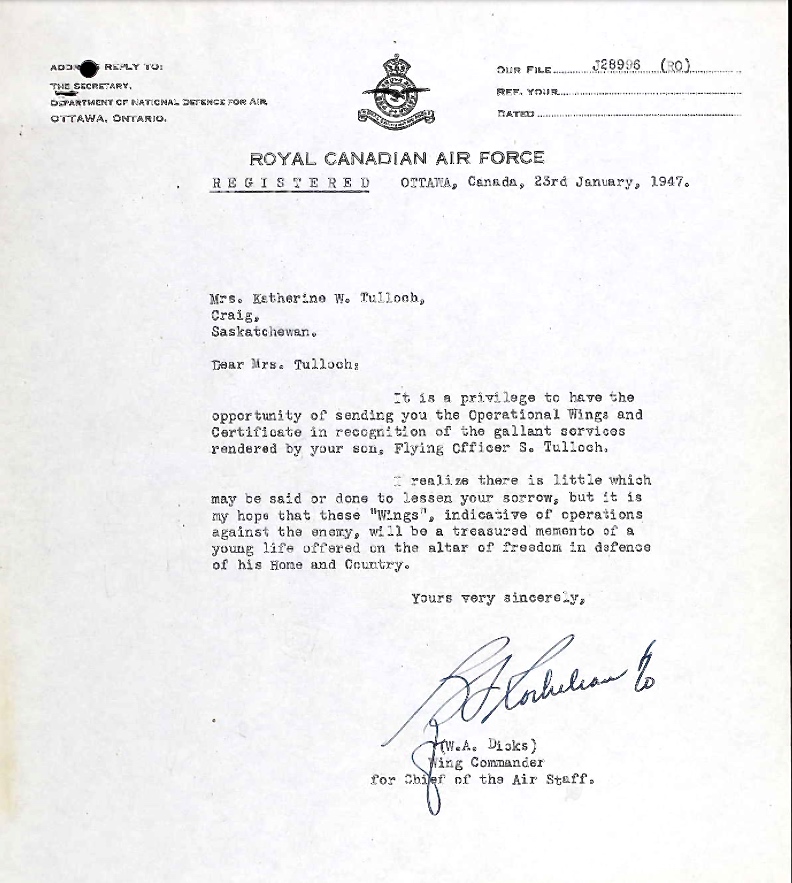 ADDRESS REPLY TO:
THE SECRETARY,
DEPARTMENT OF NATIONAL DEFENCE FOR AIR,
OTTAWA, ONTARIO.
OUR FILE J28996 (RO)
REF. YOUR
DATED
ROYAL CANADIAN AIR FORCE
REGISTERED OTTAWA, Canada, 23rd January, 1947.
Mrs. Katherine W. Tulloch,
Craig,
Saskatchewan.
Dear Mrs. Tulloch:
It is a privilege to have the
opportunity of sending you the Operational Wings and
Certificate in recognition of the gallant services
rendered by your son, Flying Officer S. Tulloch.
I realize there is little which
may be said or done to lessen your sorrow, but it is
my hope that these "Wings", indicative of operations
against the enemy, will be a treasured memento of a
young life offered on the altar of freedom in defence
of his Home and Country.
Yours very sincerely,
(W.A. Dicks)
Wing Commander
for Chief of the Air Staff.